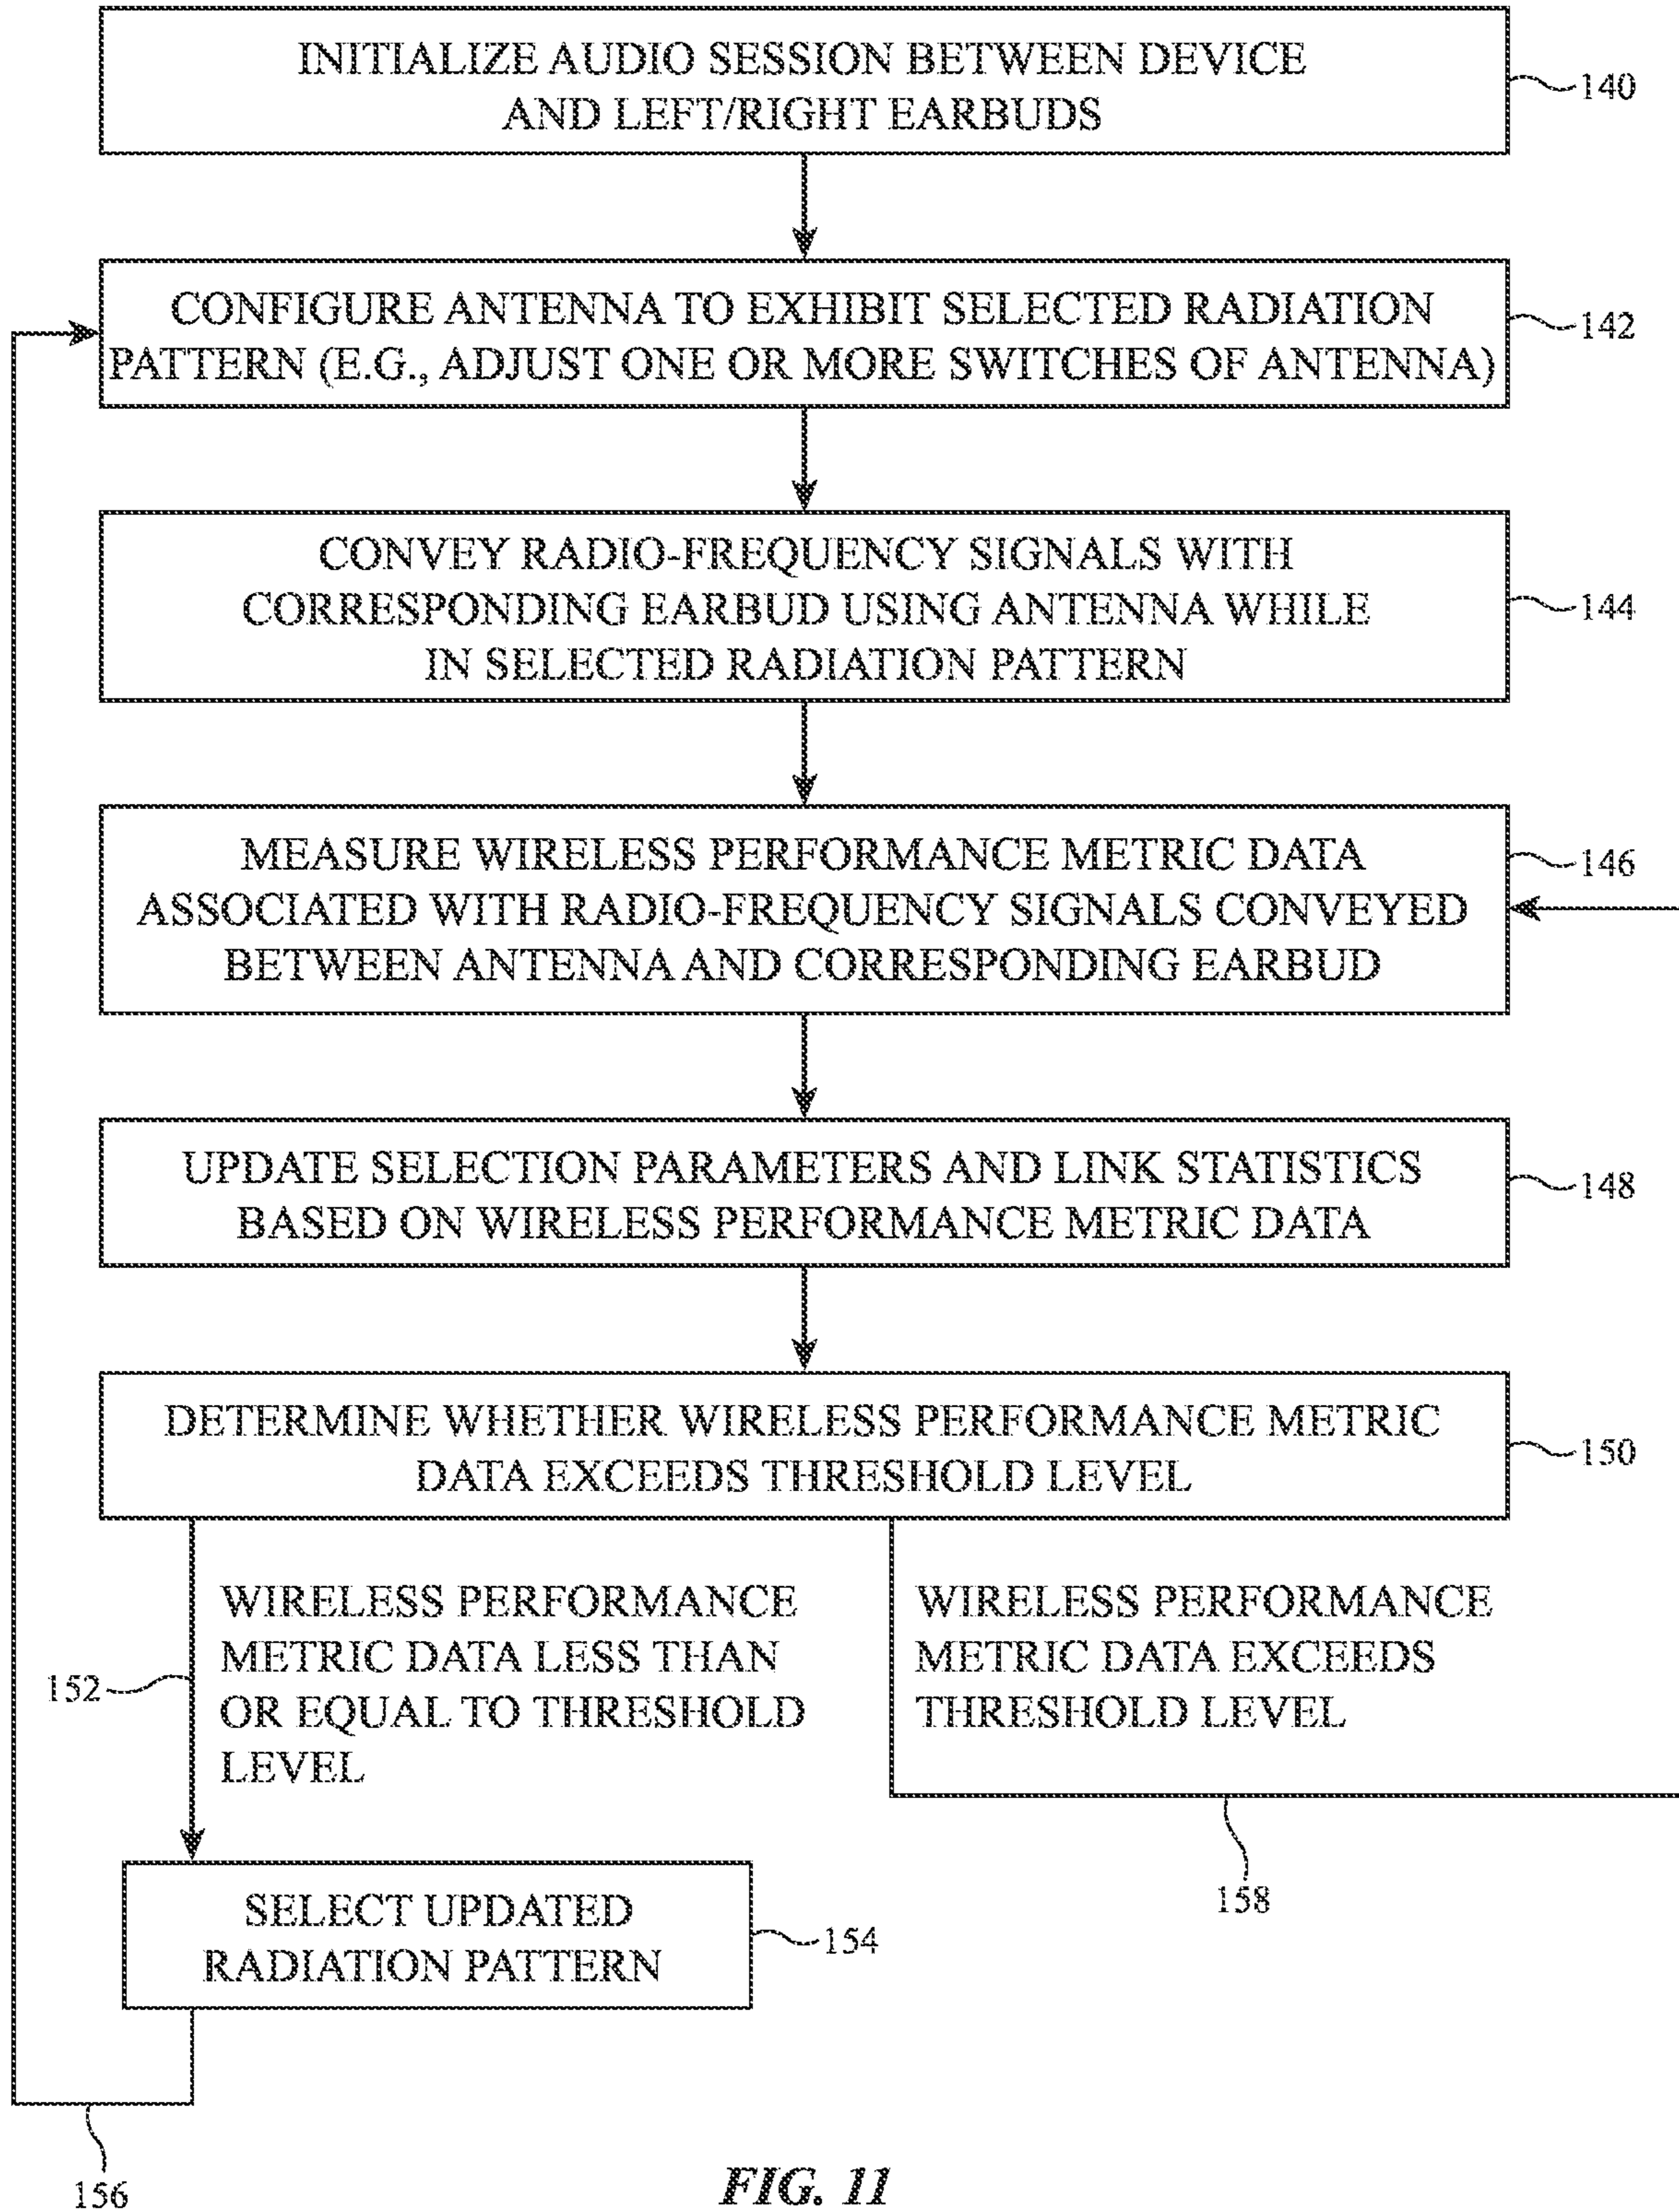 INITIALIZE AUDIO SESSION BETWEEN DEVICE
AND LEFT/RIGHT EARBUDS
140
CONFIGURE ANTENNA TO EXHIBIT SELECTED RADIATION
PATTERN (E.G., ADJUST ONE OR MORE SWITCHES OF ANTENNA)
142
CONVEY RADIO-FREQUENCY SIGNALS WITH
CORRESPONDING EARBUD USING ANTENNA WHILE
IN SELECTED RADIATION PATTERN
144
MEASURE WIRELESS PERFORMANCE METRIC DATA
ASSOCIATED WITH RADIO-FREQUENCY SIGNALS CONVEYED
BETWEEN ANTENNA AND CORRESPONDING EARBUD
146
UPDATE SELECTION PARAMETERS AND LINK STATISTICS
BASED ON WIRELESS PERFORMANCE METRIC DATA
148
DETERMINE WHETHER WIRELESS PERFORMANCE METRIC
DATA EXCEEDS THRESHOLD LEVEL
150
WIRELESS PERFORMANCE
METRIC DATA LESS THAN
OR EQUAL TO THRESHOLD
LEVEL
152
WIRELESS PERFORMANCE
METRIC DATA EXCEEDS
THRESHOLD LEVEL
158
SELECT UPDATED
RADIATION PATTERN
154
156
FIG. 11